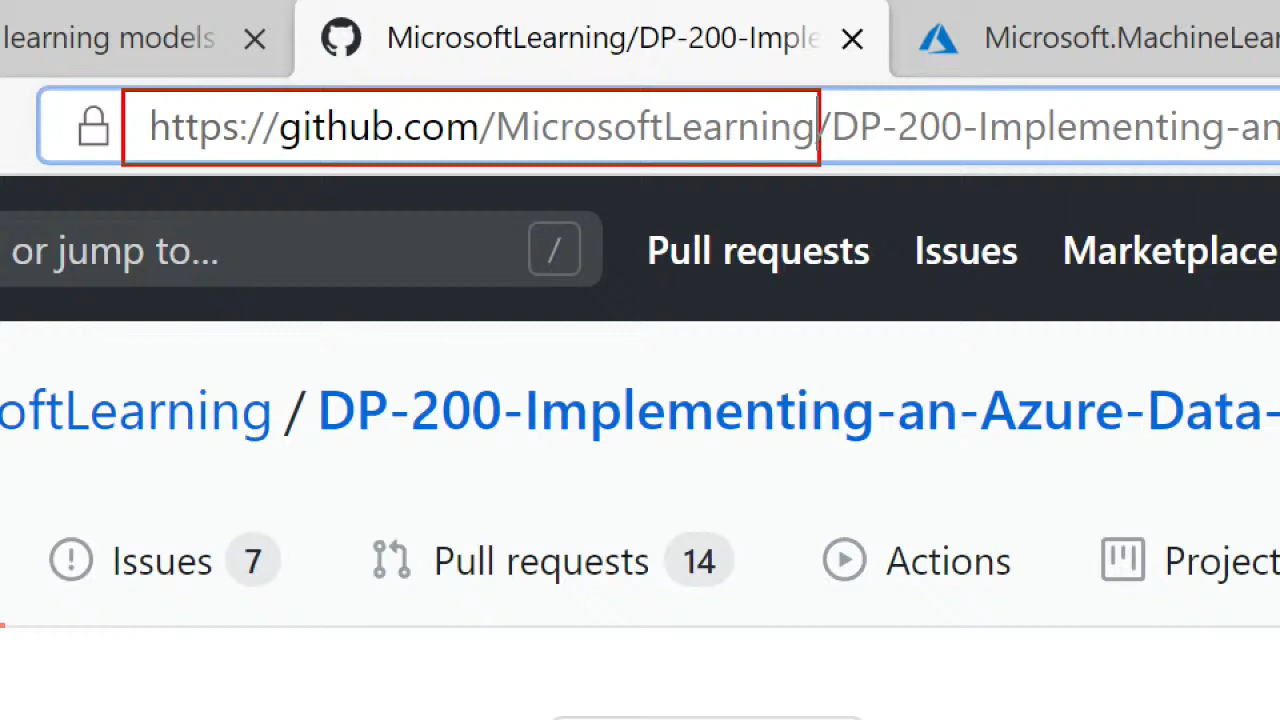 learning models
MicrosoftLearning/DP-200-Imple
Microsoft.MachineLear
https://github.com/MicrosoftLearning/DP-200-Implementing-an
or jump to...
/
Pull requests
Issues
Marketplace
oftLearning / DP-200-Implementing-an-Azure-Data-
Issues 7
Pull requests 14
Actions
Project